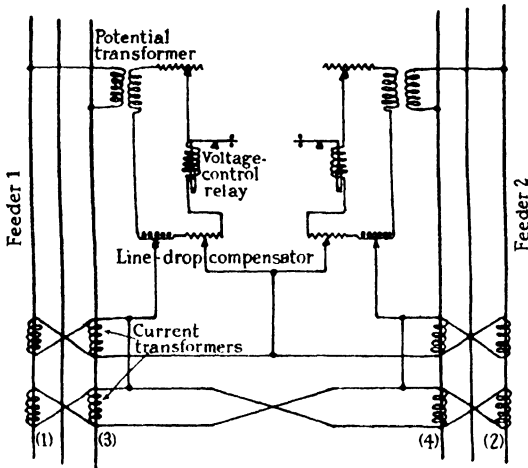 Potential
transformer
Voltage-
control
relay
Feeder 1
Feeder 2
Line-drop compensator
Current
transformers
(1)
(3)
(4)
(2)